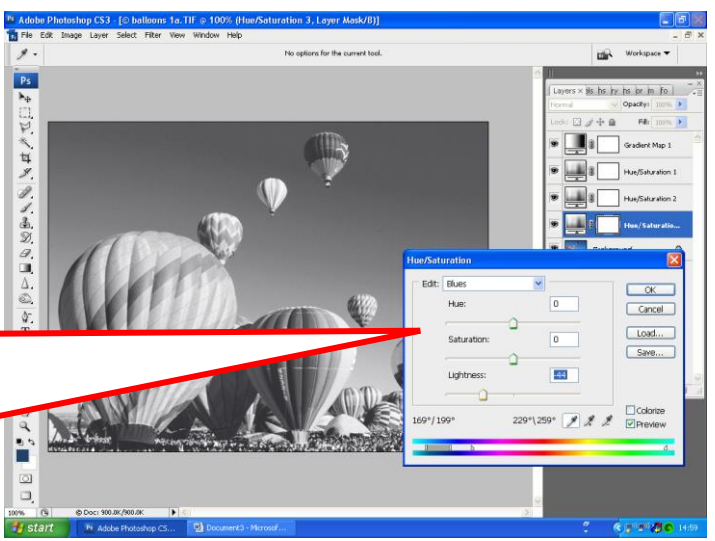 Adobe Photoshop CS3 - [© balloons 1a.TIF @ 100% (Hue/Saturation 3, Layer Mask/8)]
File Edit Image Layer Select Filter View Window Help
No options for the current tool.
Workspace
Ps
Layers
Normal
Opacity: 100%
Lock:
Fill: 100%
Gradient Map 1
Hue/Saturation 1
Hue/Saturation 2
Hue/Saturatio...
Hue/Saturation
Edit: Blues
OK
Hue: 0
Cancel
Load...
Saturation: 0
Save...
Lightness: -44
169°/199° 229°\259°
Colorize
Preview
100%
© Doc: 900.0K/900.0K
start
Adobe Photoshop CS...
Document3 - Microsof...
14:59